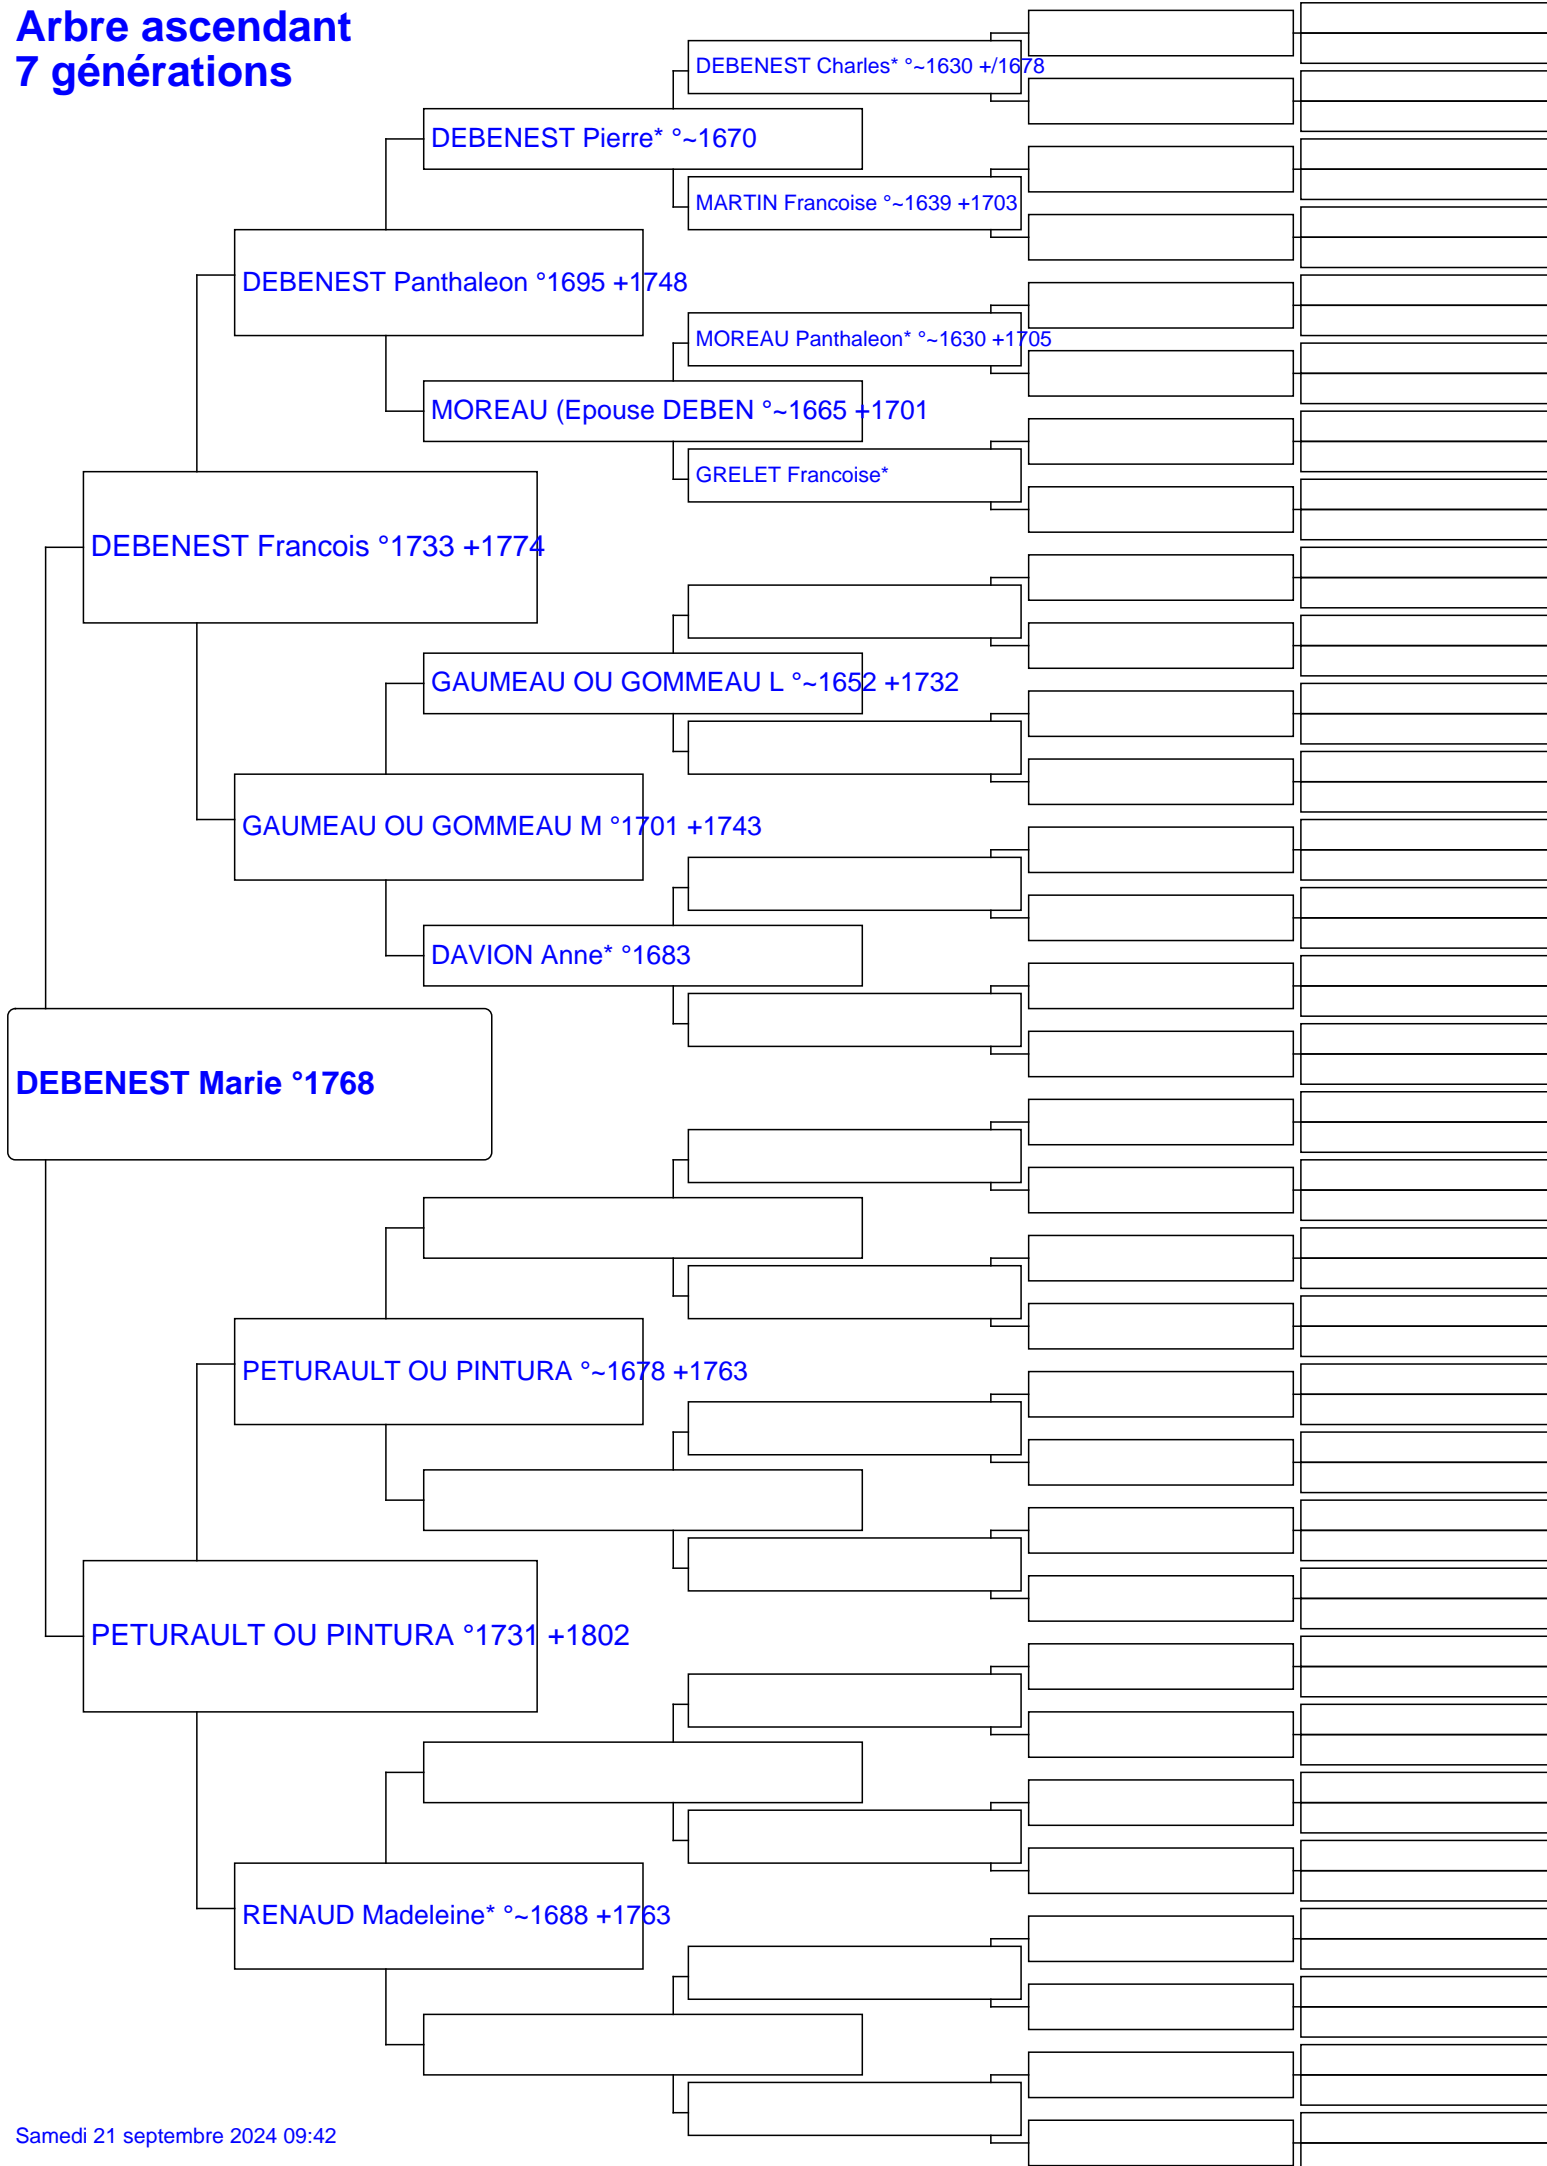 Arbre ascendant
7 générations
DEBENEST Charles* °~1630 +/1678
DEBENEST Pierre* °~1670
MARTIN Francoise °~1639 +1703
DEBENEST Panthaleon °1695 +1748
MOREAU Panthaleon* °~1630 +1705
MOREAU (Epouse DEBEN °~1665 +1701
GRELET Francoise*
DEBENEST Francois °1733 +1774
GAUMEAU OU GOMMEAU L °~1652 +1732
GAUMEAU OU GOMMEAU M °1701 +1743
DAVION Anne* °1683
DEBENEST Marie °1768
PETURAULT OU PINTURA °~1678 +1763
PETURAULT OU PINTURA °1731 +1802
RENAUD Madeleine* °~1688 +1763
Samedi 21 septembre 2024 09:42